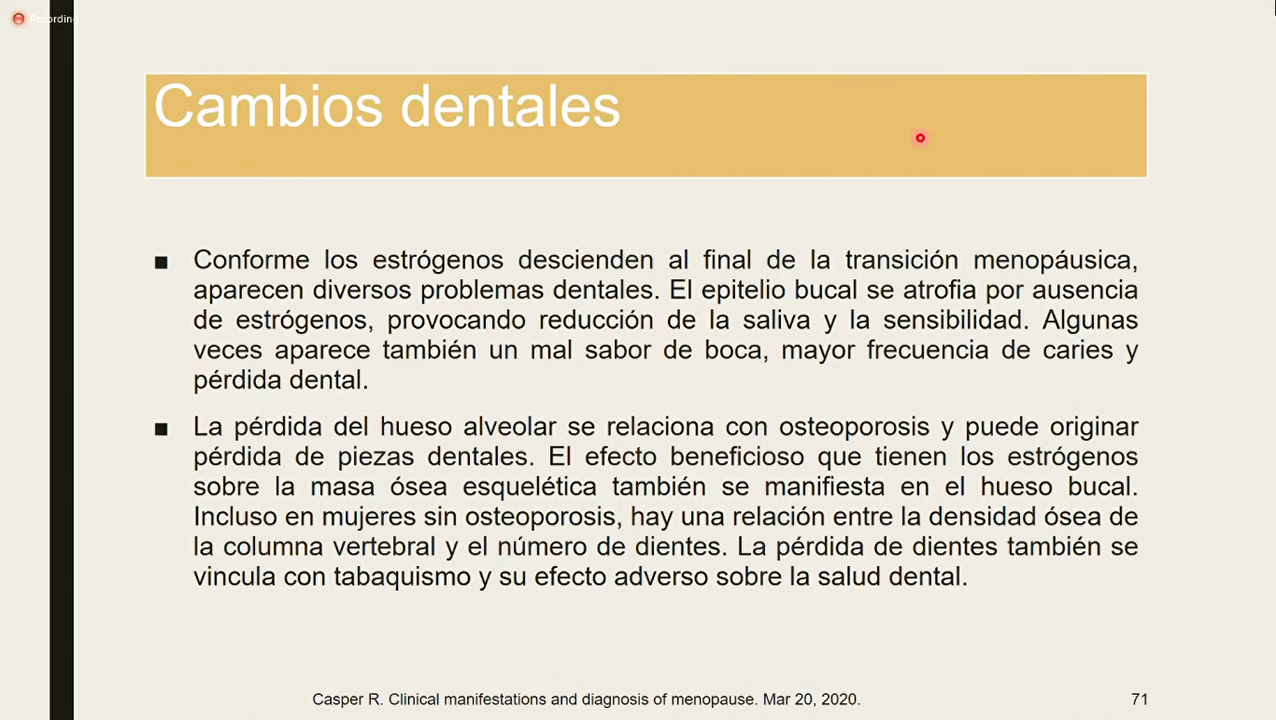 Recording
Cambios dentales
■ Conforme los estrógenos descienden al final de la transición menopáusica,
aparecen diversos problemas dentales. El epitelio bucal se atrofia por ausencia
de estrógenos, provocando reducción de la saliva y la sensibilidad. Algunas
veces aparece también un mal sabor de boca, mayor frecuencia de caries y
pérdida dental.
■ La pérdida del hueso alveolar se relaciona con osteoporosis y puede originar
pérdida de piezas dentales. El efecto beneficioso que tienen los estrógenos
sobre la masa ósea esquelética también se manifiesta en el hueso bucal.
Incluso en mujeres sin osteoporosis, hay una relación entre la densidad ósea de
la columna vertebral y el número de dientes. La pérdida de dientes también se
vincula con tabaquismo y su efecto adverso sobre la salud dental.
Casper R. Clinical manifestations and diagnosis of menopause. Mar 20, 2020.
71